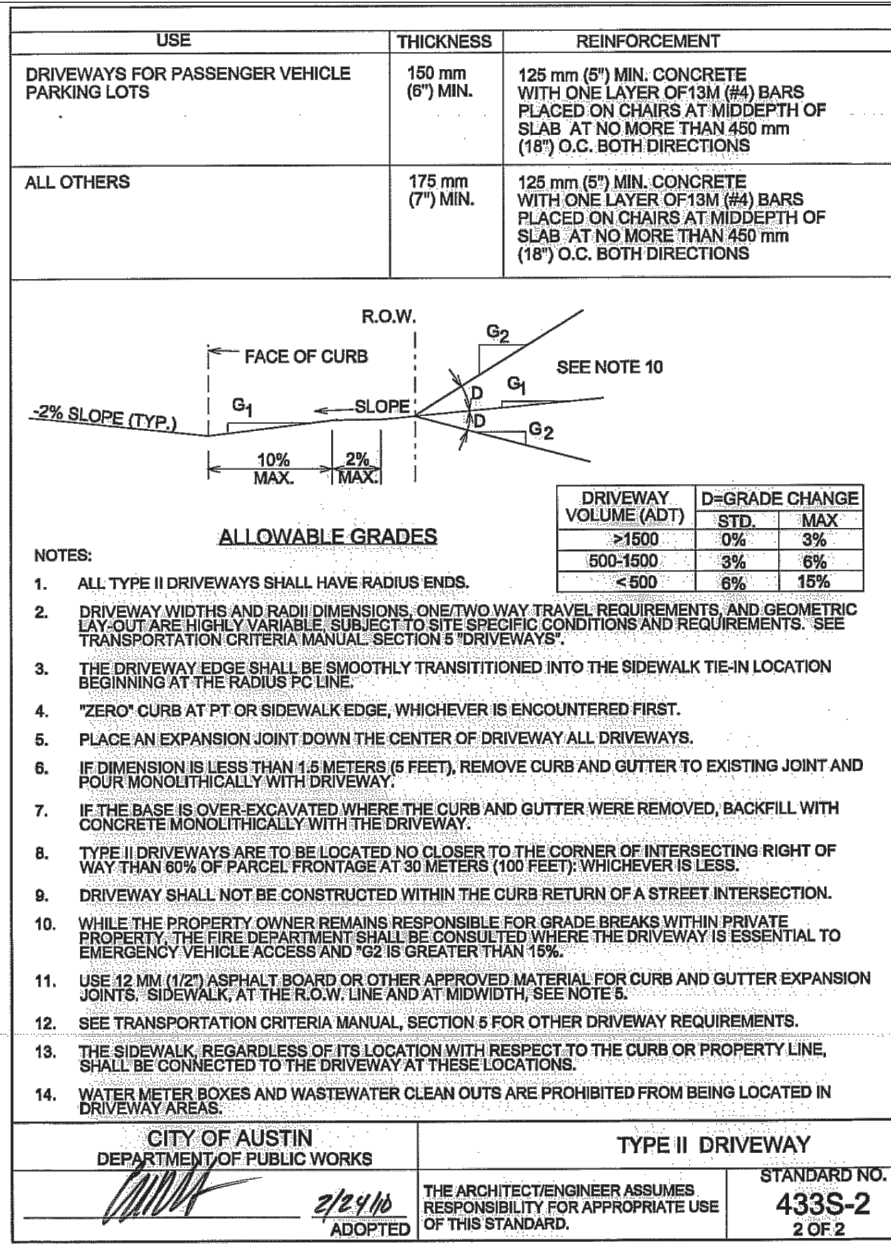 USE THICKNESS REINFORCEMENT
DRIVEWAYS FOR PASSENGER VEHICLE
PARKING LOTS
150 mm
(6") MIN.
125 mm (5") MIN. CONCRETE
WITH ONE LAYER OF13M (#4) BARS
PLACED ON CHAIRS AT MIDDEPTH OF
SLAB AT NO MORE THAN 450 mm
(18") O.C. BOTH DIRECTIONS
ALL OTHERS
175 mm
(7") MIN.
125 mm (5") MIN. CONCRETE
WITH ONE LAYER OF13M (#4) BARS
PLACED ON CHAIRS AT MIDDEPTH OF
SLAB AT NO MORE THAN 450 mm
(18") O.C. BOTH DIRECTIONS
R.O.W.
FACE OF CURB
G2
SEE NOTE 10
-2% SLOPE (TYP.)
G1
SLOPE
D
G1
D
G2
10%
MAX.
2%
MAX.
ALLOWABLE GRADES
DRIVEWAY
VOLUME (ADT)
D=GRADE CHANGE
STD. MAX
>1500 0% 3%
500-1500 3% 6%
<500 6% 15%
NOTES:
1. ALL TYPE II DRIVEWAYS SHALL HAVE RADIUS ENDS.
2. DRIVEWAY WIDTHS AND RADII DIMENSIONS, ONE/TWO WAY TRAVEL REQUIREMENTS, AND GEOMETRIC
LAY-OUT ARE HIGHLY VARIABLE, SUBJECT TO SITE SPECIFIC CONDITIONS AND REQUIREMENTS. SEE
TRANSPORTATION CRITERIA MANUAL, SECTION 5 "DRIVEWAYS".
3. THE DRIVEWAY EDGE SHALL BE SMOOTHLY TRANSITITIONED INTO THE SIDEWALK TIE-IN LOCATION
BEGINNING AT THE RADIUS PC LINE.
4. "ZERO" CURB AT PT OR SIDEWALK EDGE, WHICHEVER IS ENCOUNTERED FIRST.
5. PLACE AN EXPANSION JOINT DOWN THE CENTER OF DRIVEWAY ALL DRIVEWAYS.
6. IF DIMENSION IS LESS THAN 1.5 METERS (5 FEET), REMOVE CURB AND GUTTER TO EXISTING JOINT AND
POUR MONOLITHICALLY WITH DRIVEWAY.
7. IF THE BASE IS OVER-EXCAVATED WHERE THE CURB AND GUTTER WERE REMOVED, BACKFILL WITH
CONCRETE MONOLITHICALLY WITH THE DRIVEWAY.
8. TYPE II DRIVEWAYS ARE TO BE LOCATED NO CLOSER TO THE CORNER OF INTERSECTING RIGHT OF
WAY THAN 60% OF PARCEL FRONTAGE AT 30 METERS (100 FEET); WHICHEVER IS LESS.
9. DRIVEWAY SHALL NOT BE CONSTRUCTED WITHIN THE CURB RETURN OF A STREET INTERSECTION.
10. WHILE THE PROPERTY OWNER REMAINS RESPONSIBLE FOR GRADE BREAKS WITHIN PRIVATE
PROPERTY, THE FIRE DEPARTMENT SHALL BE CONSULTED WHERE THE DRIVEWAY IS ESSENTIAL TO
EMERGENCY VEHICLE ACCESS AND "G2 IS GREATER THAN 15%.
11. USE 12 MM (1/2") ASPHALT BOARD OR OTHER APPROVED MATERIAL FOR CURB AND GUTTER EXPANSION
JOINTS. SIDEWALK, AT THE R.O.W. LINE AND AT MIDWIDTH, SEE NOTE 5.
12. SEE TRANSPORTATION CRITERIA MANUAL, SECTION 5 FOR OTHER DRIVEWAY REQUIREMENTS.
13. THE SIDEWALK, REGARDLESS OF ITS LOCATION WITH RESPECT TO THE CURB OR PROPERTY LINE,
SHALL BE CONNECTED TO THE DRIVEWAY AT THESE LOCATIONS.
14. WATER METER BOXES AND WASTEWATER CLEAN OUTS ARE PROHIBITED FROM BEING LOCATED IN
DRIVEWAY AREAS.
CITY OF AUSTIN
DEPARTMENT OF PUBLIC WORKS
2/24/10
ADOPTED
TYPE II DRIVEWAY
THE ARCHITECT/ENGINEER ASSUMES
RESPONSIBILITY FOR APPROPRIATE USE
OF THIS STANDARD.
STANDARD NO.
433S-2
2 OF 2